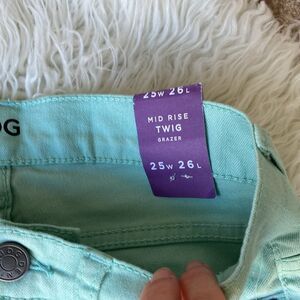 25W 26L
OG
MID RISE
TWIG
GRAZER
25W 26L